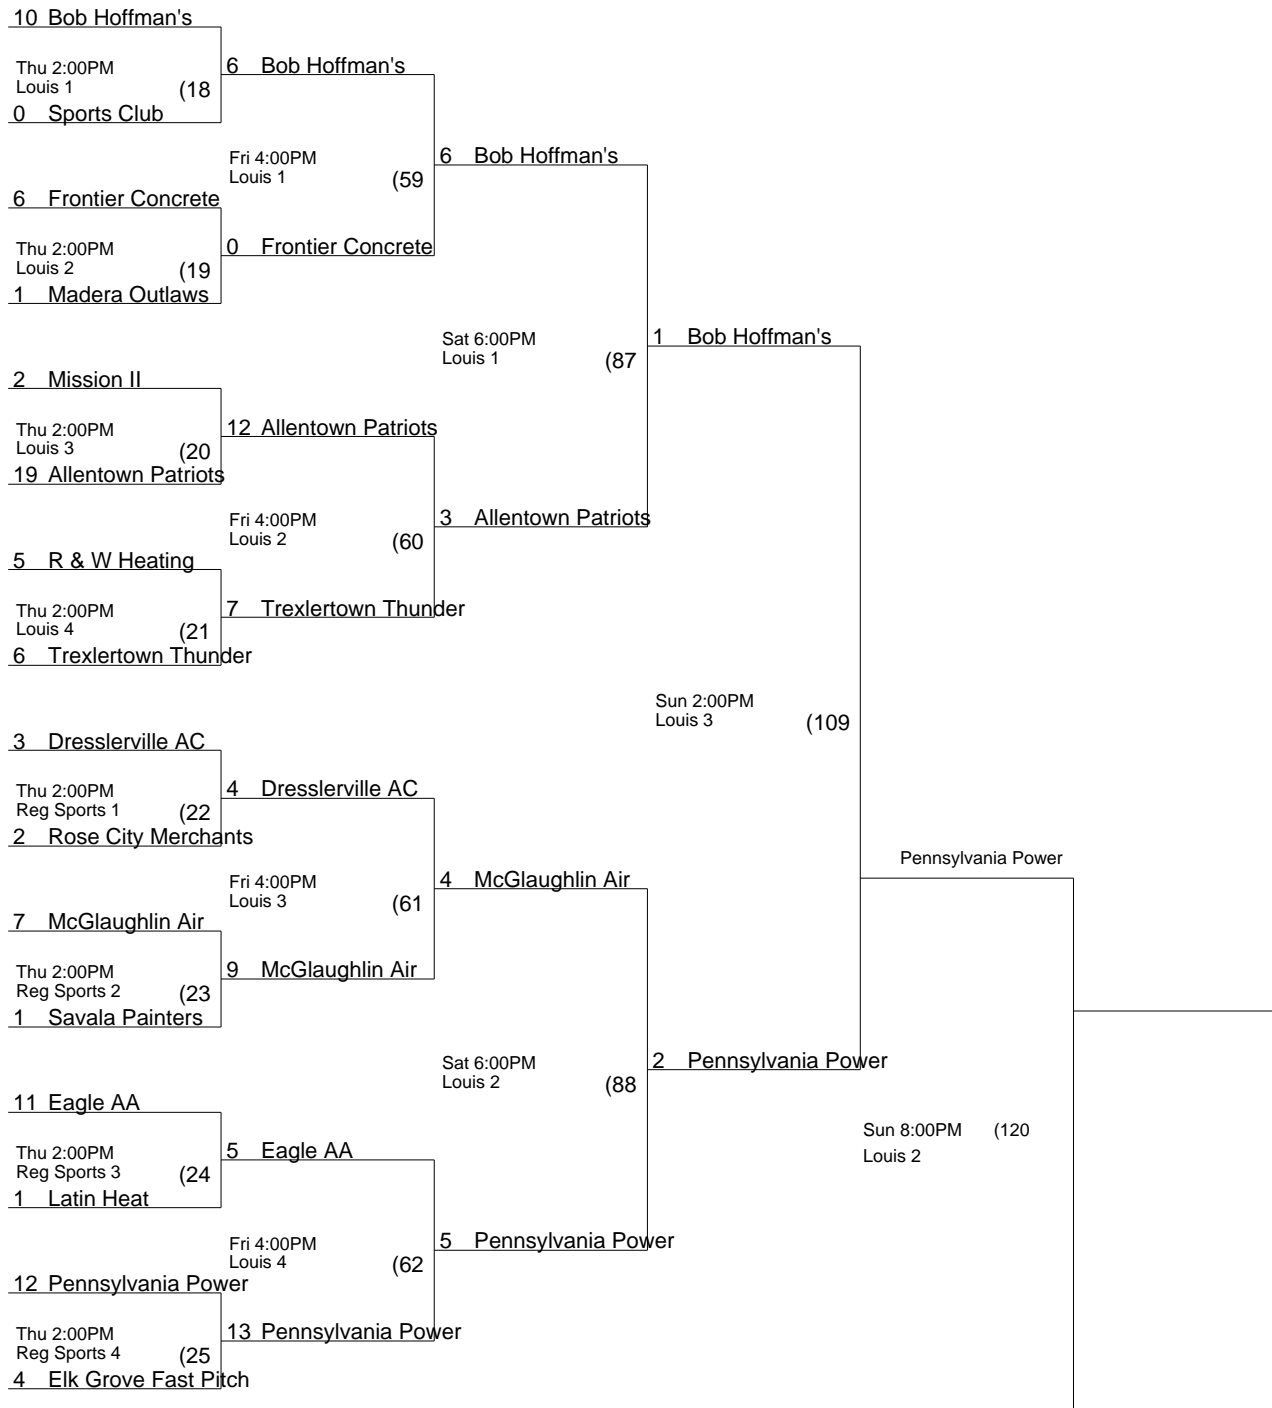 10 Bob Hoffman's
Thu 2:00PM
Louis 1 (18
0 Sports Club
6 Bob Hoffman's
Fri 4:00PM
Louis 1 (59
6 Frontier Concrete
Thu 2:00PM
Louis 2 (19
1 Madera Outlaws
0 Frontier Concrete
6 Bob Hoffman's
Sat 6:00PM
Louis 1 (87
2 Mission II
Thu 2:00PM
Louis 3 (20
19 Allentown Patriots
12 Allentown Patriots
Fri 4:00PM
Louis 2 (60
5 R & W Heating
Thu 2:00PM
Louis 4 (21
6 Trexlertown Thunder
7 Trexlertown Thunder
3 Allentown Patriots
1 Bob Hoffman's
Sun 2:00PM
Louis 3 (109
3 Dresslerville AC
Thu 2:00PM
Reg Sports 1 (22
2 Rose City Merchants
4 Dresslerville AC
Fri 4:00PM
Louis 3 (61
7 McGlaughlin Air
Thu 2:00PM
Reg Sports 2 (23
1 Savala Painters
9 McGlaughlin Air
4 McGlaughlin Air
Sat 6:00PM
Louis 2 (88
11 Eagle AA
Thu 2:00PM
Reg Sports 3 (24
1 Latin Heat
5 Eagle AA
Fri 4:00PM
Louis 4 (62
12 Pennsylvania Power
Thu 2:00PM
Reg Sports 4 (25
4 Elk Grove Fast Pitch
13 Pennsylvania Power
5 Pennsylvania Power
2 Pennsylvania Power
Pennsylvania Power
Sun 8:00PM (120
Louis 2